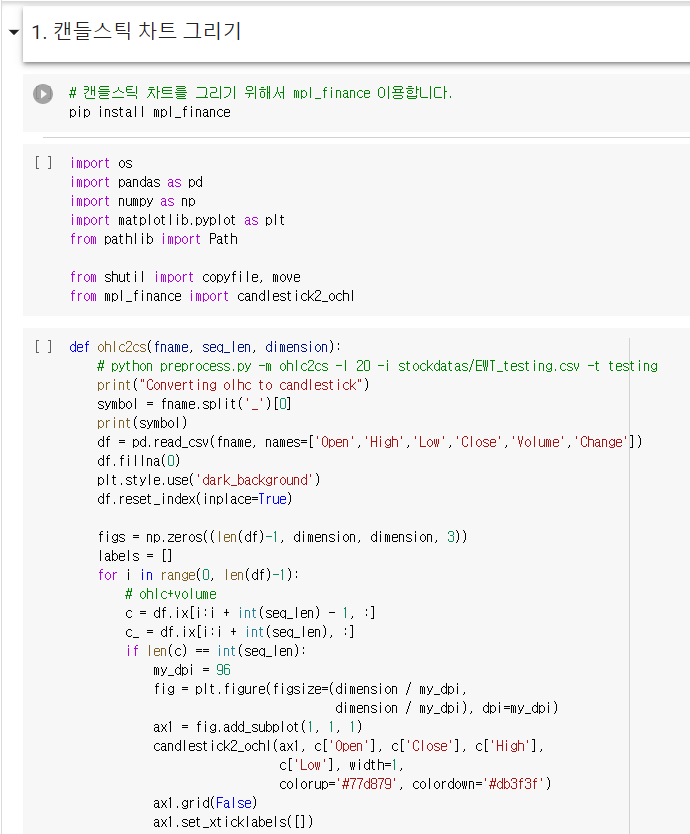 1. 캔들스틱 차트 그리기
# 캔들스틱 차트를 그리기 위해서 mpl_finance 이용합니다.
pip install mpl_finance
[ ] import os
import pandas as pd
import numpy as np
import matplotlib.pyplot as plt
from pathlib import Path
from shutil import copyfile, move
from mpl_finance import candlestick2_ochl
[ ] def ohlc2cs(fname, seq_len, dimension):
# python preprocess.py -m ohlc2cs -l 20 -i stockdatas/EWT_testing.csv -t testing
print("Converting olhc to candlestick")
symbol = fname.split('_')[0]
print(symbol)
df = pd.read_csv(fname, names=['Open','High','Low','Close','Volume','Change'])
df.fillna(0)
plt.style.use('dark_background')
df.reset_index(inplace=True)
figs = np.zeros((len(df)-1, dimension, dimension, 3))
labels = []
for i in range(0, len(df)-1):
# ohlc+volume
c = df.ix[i:i + int(seq_len) - 1, :]
c_ = df.ix[i:i + int(seq_len), :]
if len(c) == int(seq_len):
my_dpi = 96
fig = plt.figure(figsize=(dimension / my_dpi,
dimension / my_dpi), dpi=my_dpi)
ax1 = fig.add_subplot(1, 1, 1)
candlestick2_ochl(ax1, c['Open'], c['Close'], c['High'],
c['Low'], width=1,
colorup='#77d879', colordown='#db3f3f')
ax1.grid(False)
ax1.set_xticklabels([])